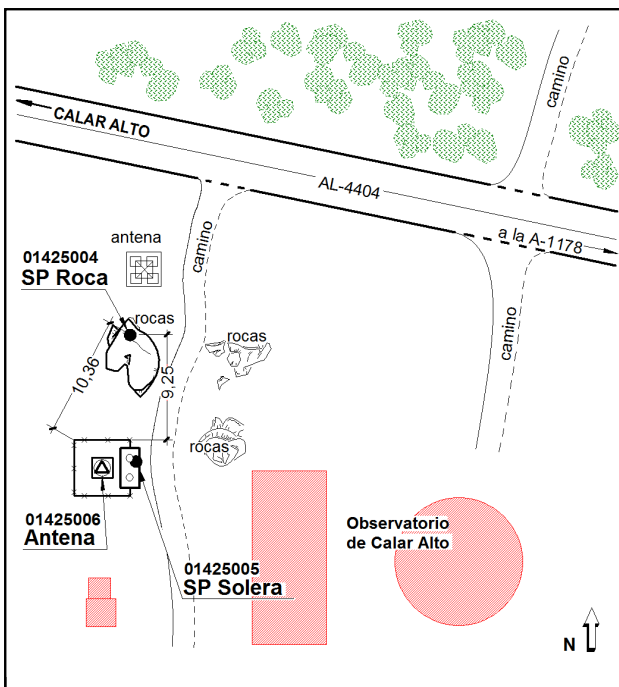 camino
CALAR ALTO
AL-4404
a la A-1178
antena
camino
01425004
SP Roca
rocas
rocas
camino
10,36
9,25
rocas
01425006
Antena
01425005
SP Solera
Observatorio
de Calar Alto
N